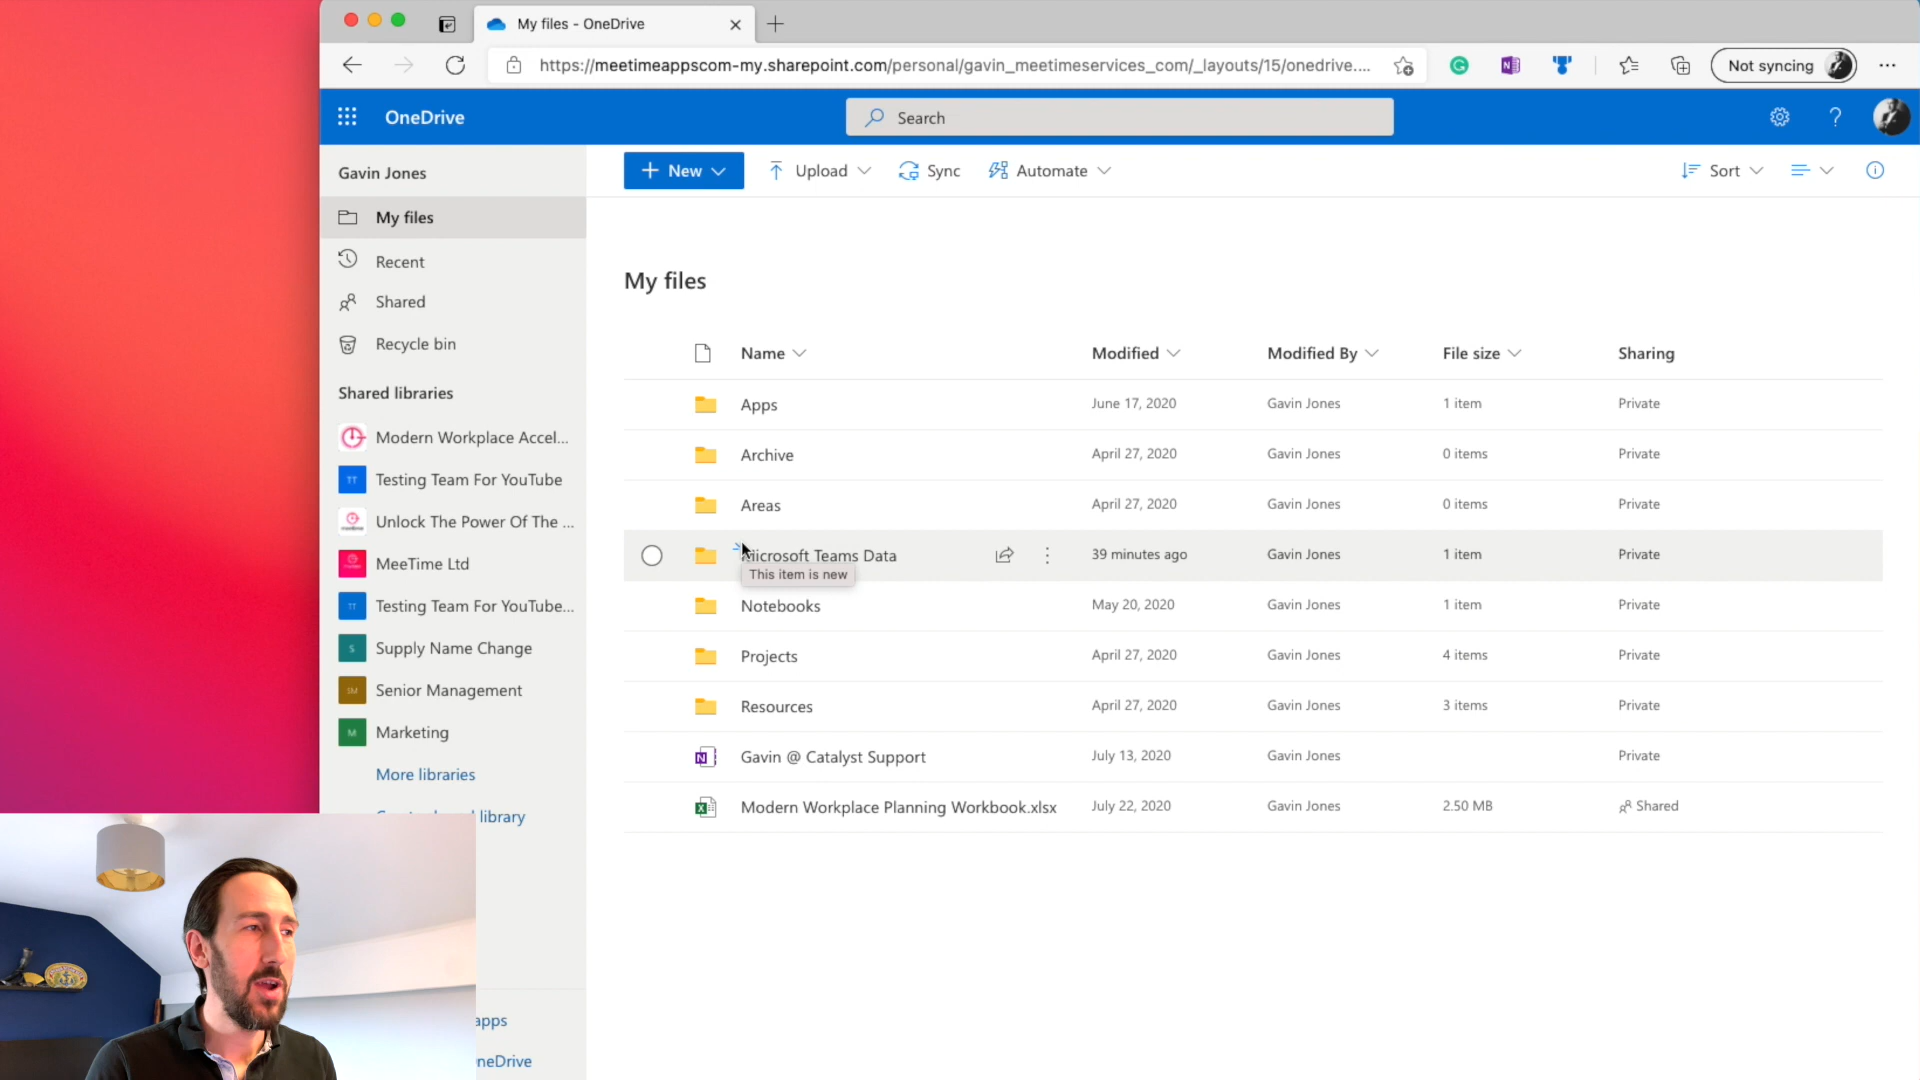 My files - OneDrive
https://meetimeappscom-my.sharepoint.com/personal/gavin_meetimeservices_com/_layouts/15/onedrive....
Not syncing
OneDrive
Search
Gavin Jones
New
Upload
Sync
Automate
Sort
My files
Recent
Shared
Recycle bin
Shared libraries
Modern Workplace Accel...
TT Testing Team For YouTube
Unlock The Power Of The ...
MeeTime Ltd
TT Testing Team For YouTube...
S Supply Name Change
SM Senior Management
M Marketing
More libraries
library
apps
neDrive
My files
Name Modified Modified By File size Sharing
Apps June 17, 2020 Gavin Jones 1 item Private
Archive April 27, 2020 Gavin Jones 0 items Private
Areas April 27, 2020 Gavin Jones 0 items Private
Microsoft Teams Data 39 minutes ago Gavin Jones 1 item Private
This item is new
Notebooks May 20, 2020 Gavin Jones 1 item Private
Projects April 27, 2020 Gavin Jones 4 items Private
Resources April 27, 2020 Gavin Jones 3 items Private
Gavin @ Catalyst Support July 13, 2020 Gavin Jones Private
Modern Workplace Planning Workbook.xlsx July 22, 2020 Gavin Jones 2.50 MB Shared